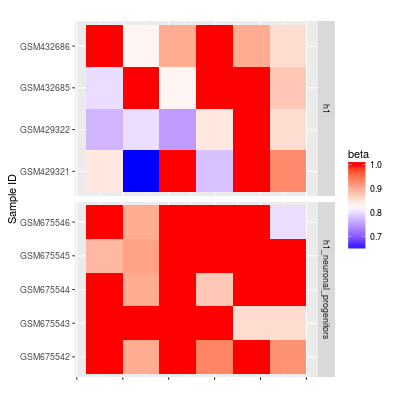 GSM432686
GSM432685
GSM429322
GSM429321
h1
GSM675546
GSM675545
GSM675544
GSM675543
GSM675542
h1_neuronal_progenitors
Sample ID
beta
1.0
0.9
0.8
0.7